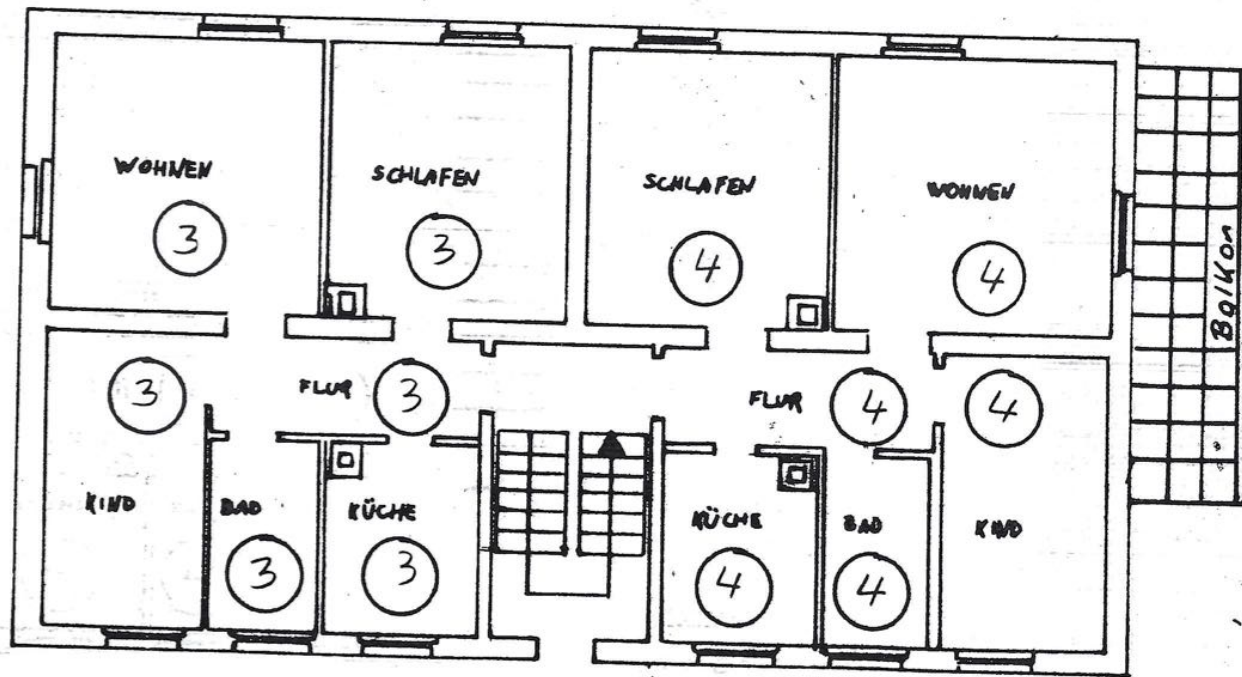 WOHNEN
3
SCHLAFEN
3
SCHLAFEN
4
WOHNEN
4
Balkon
3
FLUR
3
FLUR
4
4
KIND
BAD
3
KÜCHE
3
KÜCHE
4
BAD
4
KIND